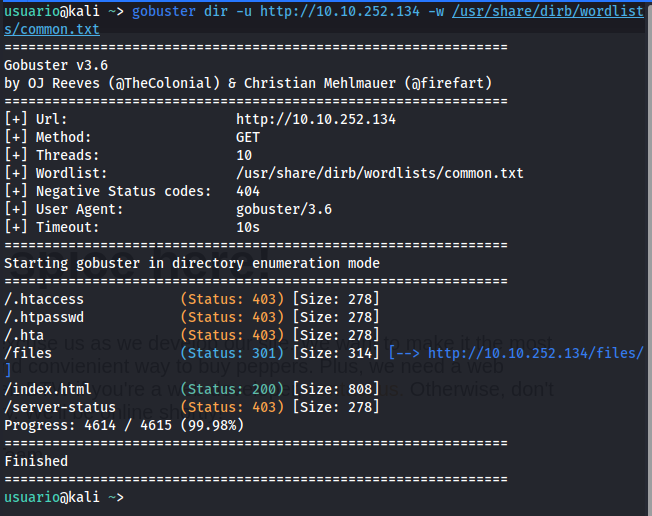 usuario@kali ~> gobuster dir -u http://10.10.252.134 -w /usr/share/dirb/wordlist
s/common.txt
===============================================================
Gobuster v3.6
by OJ Reeves (@TheColonial) & Christian Mehlmauer (@firefart)
===============================================================
[+] Url:                     http://10.10.252.134
[+] Method:                  GET
[+] Threads:                 10
[+] Wordlist:                /usr/share/dirb/wordlists/common.txt
[+] Negative Status codes:   404
[+] User Agent:              gobuster/3.6
[+] Timeout:                 10s
===============================================================
Starting gobuster in directory enumeration mode
===============================================================
/.htaccess            (Status: 403) [Size: 278]
/.htpasswd            (Status: 403) [Size: 278]
/.hta                 (Status: 403) [Size: 278]
/files                (Status: 301) [Size: 314] [--> http://10.10.252.134/files/
]
/index.html           (Status: 200) [Size: 808]
/server-status        (Status: 403) [Size: 278]
Progress: 4614 / 4615 (99.98%)
===============================================================
Finished
===============================================================
usuario@kali ~>